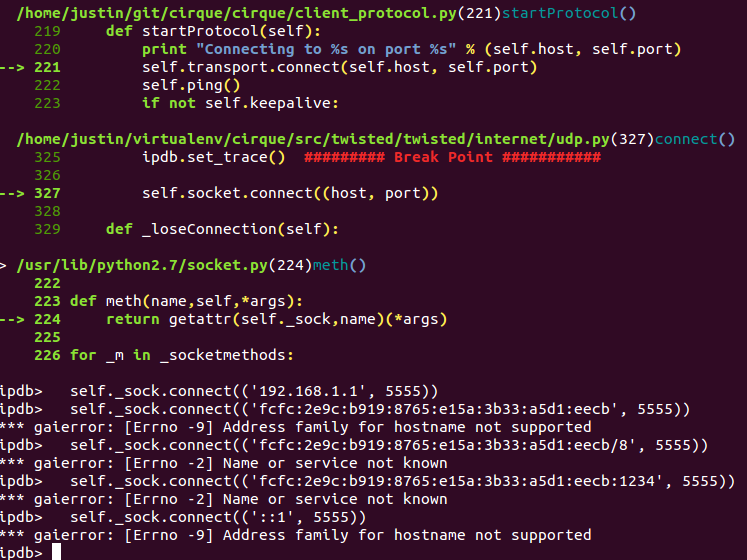 /home/justin/git/cirque/cirque/client_protocol.py(221)startProtocol()
219     def startProtocol(self):
220         print "Connecting to %s on port %s" % (self.host, self.port)
--> 221         self.transport.connect(self.host, self.port)
222         self.ping()
223         if not self.keepalive:
/home/justin/virtualenv/cirque/src/twisted/twisted/internet/udp.py(327)connect()
325         ipdb.set_trace()  ######### Break Point ###########
326
--> 327         self.socket.connect((host, port))
328
329     def _loseConnection(self):
> /usr/lib/python2.7/socket.py(224)meth()
222
223 def meth(name,self,*args):
--> 224     return getattr(self._sock,name)(*args)
225
226 for _m in _socketmethods:
ipdb>   self._sock.connect(('192.168.1.1', 5555))
ipdb>   self._sock.connect(('fcfc:2e9c:b919:8765:e15a:3b33:a5d1:eecb', 5555))
*** gaierror: [Errno -9] Address family for hostname not supported
ipdb>   self._sock.connect(('fcfc:2e9c:b919:8765:e15a:3b33:a5d1:eecb/8', 5555))
*** gaierror: [Errno -2] Name or service not known
ipdb>   self._sock.connect(('fcfc:2e9c:b919:8765:e15a:3b33:a5d1:eecb:1234', 5555))
*** gaierror: [Errno -2] Name or service not known
ipdb>   self._sock.connect(('::1', 5555))
*** gaierror: [Errno -9] Address family for hostname not supported
ipdb>